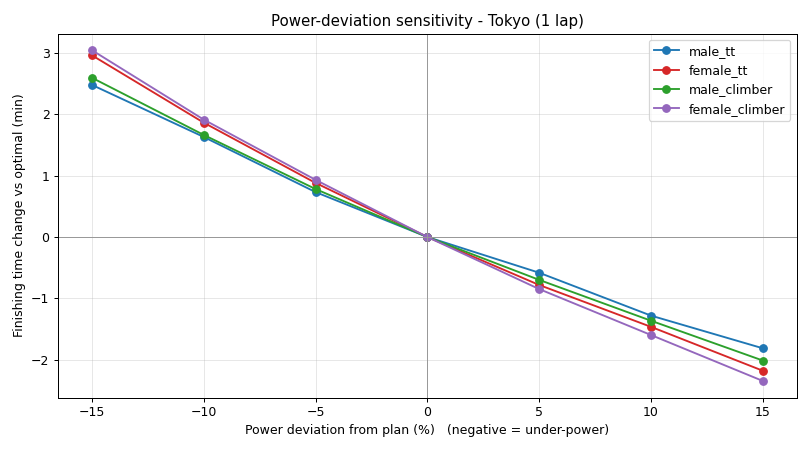 Power-deviation sensitivity - Tokyo (1 lap)
Finishing time change vs optimal (min)
3
2
1
0
−1
−2
male_tt
female_tt
male_climber
female_climber
−15 −10 −5 0 5 10 15
Power deviation from plan (%)   (negative = under-power)